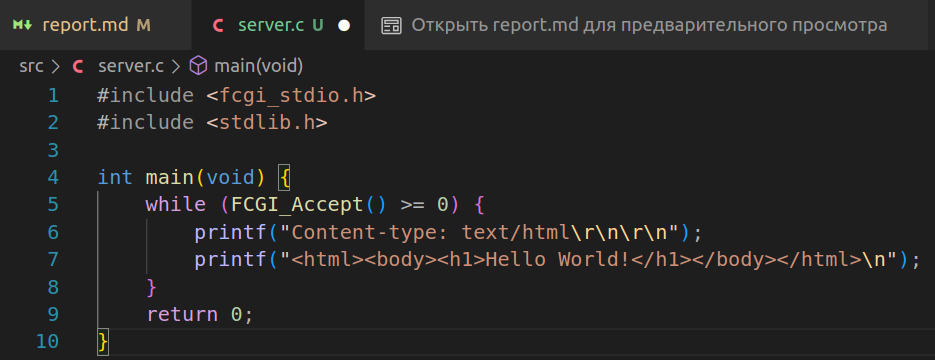 report.md M server.c U Открыть report.md для предварительного просмотра
src > server.c > main(void)
1 #include <fcgi_stdio.h>
2 #include <stdlib.h>
3
4 int main(void) {
5     while (FCGI_Accept() >= 0) {
6         printf("Content-type: text/html\r\n\r\n");
7         printf("<html><body><h1>Hello World!</h1></body></html>\n");
8     }
9     return 0;
10 }